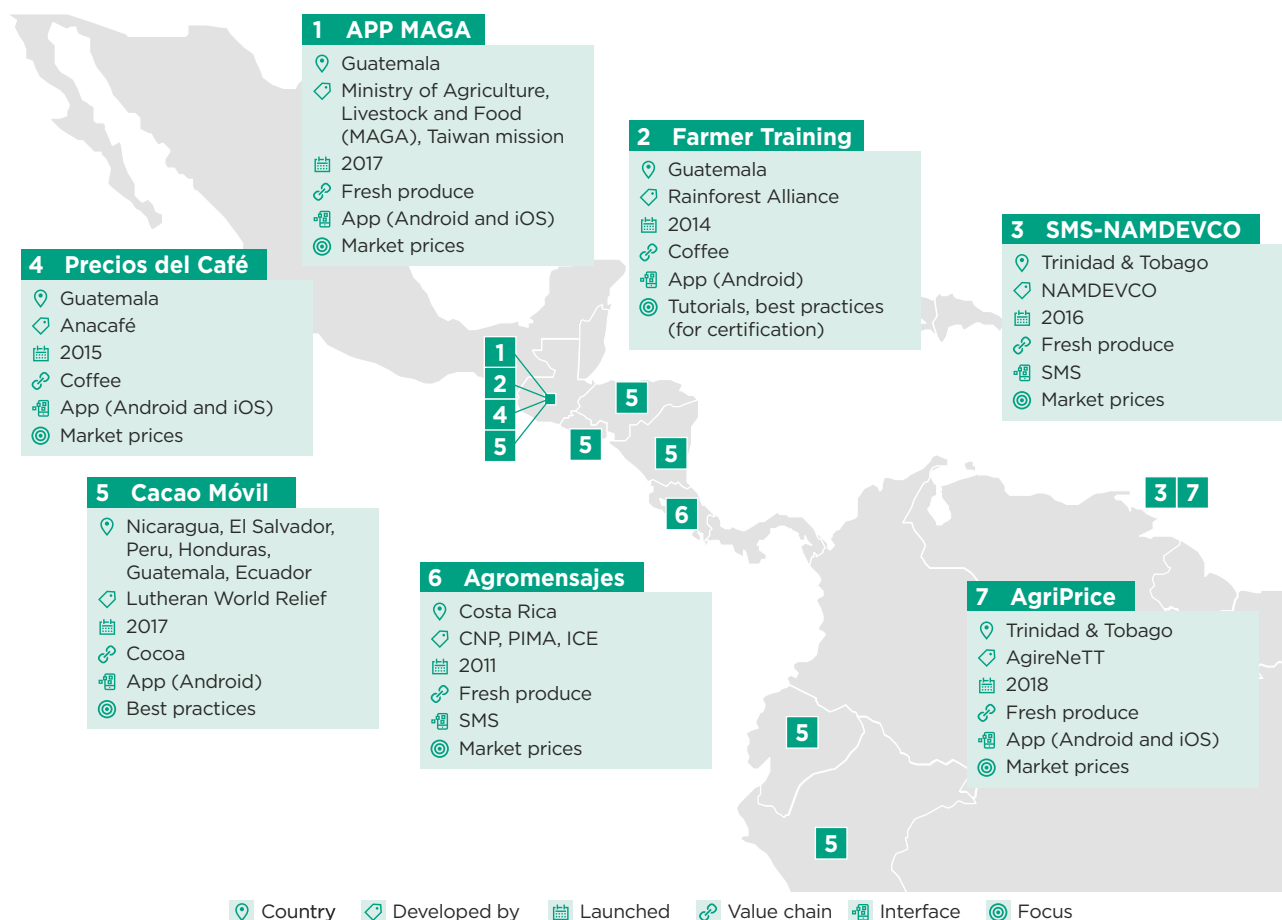 1 APP MAGA
Guatemala
Ministry of Agriculture,
Livestock and Food
(MAGA), Taiwan mission
2017
Fresh produce
App (Android and iOS)
Market prices
2 Farmer Training
Guatemala
Rainforest Alliance
2014
Coffee
App (Android)
Tutorials, best practices
(for certification)
3 SMS-NAMDEVCO
Trinidad & Tobago
NAMDEVCO
2016
Fresh produce
SMS
Market prices
4 Precios del Café
Guatemala
Anacafé
2015
Coffee
App (Android and iOS)
Market prices
1
2
4
5
5
5
5
6
3 7
5 Cacao Móvil
Nicaragua, El Salvador,
Peru, Honduras,
Guatemala, Ecuador
Lutheran World Relief
2017
Cocoa
App (Android)
Best practices
6 Agromensajes
Costa Rica
CNP, PIMA, ICE
2011
Fresh produce
SMS
Market prices
7 AgriPrice
Trinidad & Tobago
AgireNeTT
2018
Fresh produce
App (Android and iOS)
Market prices
5
5
Country Developed by Launched Value chain Interface Focus